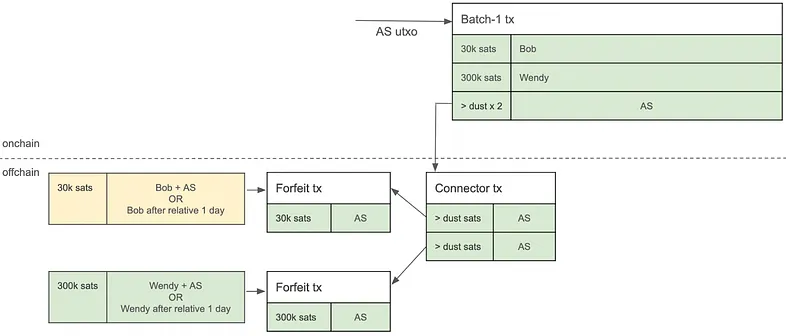 Batch-1 tx
AS utxo
30k sats Bob
300k sats Wendy
> dust x 2 AS
onchain
offchain
30k sats
Bob + AS
OR
Bob after relative 1 day
Forfeit tx
30k sats AS
Connector tx
> dust sats AS
> dust sats AS
300k sats
Wendy + AS
OR
Wendy after relative 1 day
Forfeit tx
300k sats AS